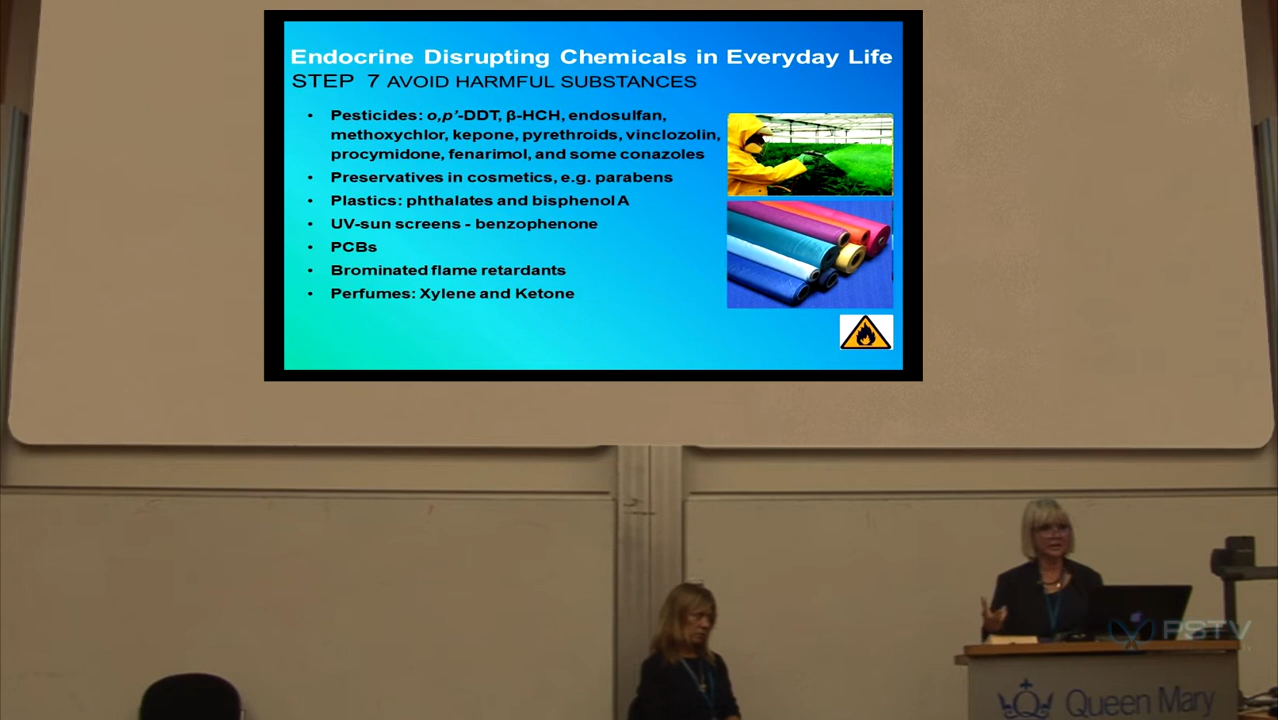 Endocrine Disrupting Chemicals in Everyday Life
STEP 7 AVOID HARMFUL SUBSTANCES
• Pesticides: o,p'-DDT, β-HCH, endosulfan,
methoxychlor, kepone, pyrethroids, vinclozolin,
procymidone, fenarimol, and some conazoles
• Preservatives in cosmetics, e.g. parabens
• Plastics: phthalates and bisphenol A
• UV-sun screens - benzophenone
• PCBs
• Brominated flame retardants
• Perfumes: Xylene and Ketone
PSTV
Queen Mary